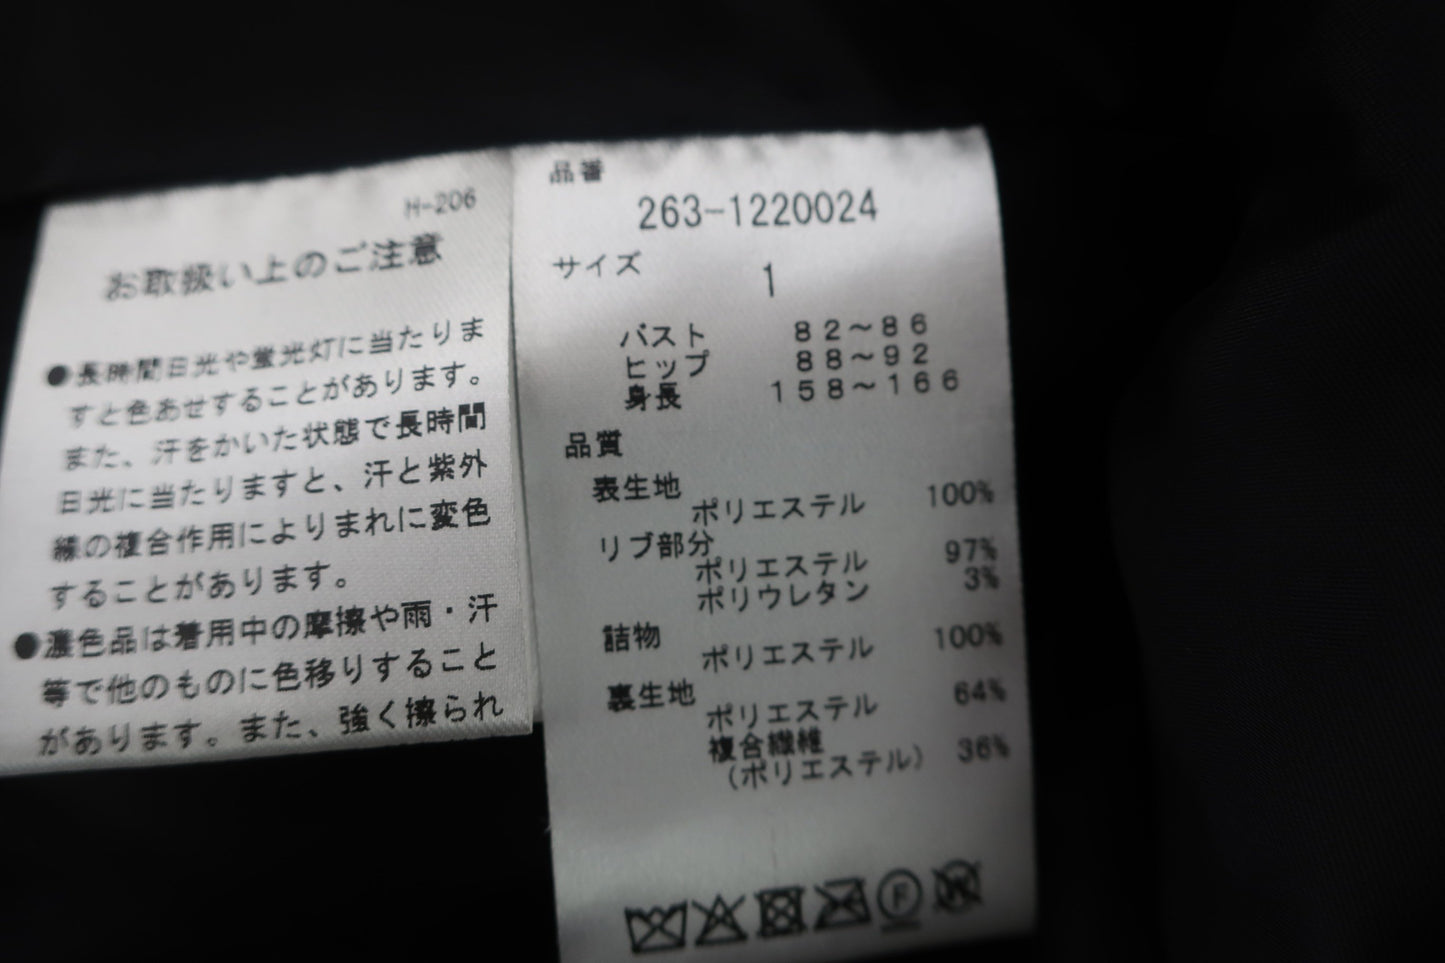 H-206
お取扱い上のご注意
●長時間日光や蛍光灯に当たりま
すと色あせすることがあります。
また、汗をかいた状態で長時間
日光に当たりますと、汗と紫外
線の複合作用によりまれに変色
することがあります。
●濃色品は着用中の摩擦や雨・汗
等で他のものに色移りすること
があります。また、強く擦られ
品番
263-1220024
サイズ
1
バスト 82～86
ヒップ 88～92
身長 158～166
品質
表生地
ポリエステル 100%
リブ部分
ポリエステル 97%
ポリウレタン 3%
詰物
ポリエステル 100%
裏生地
ポリエステル 64%
複合繊維
(ポリエステル) 36%
F
W